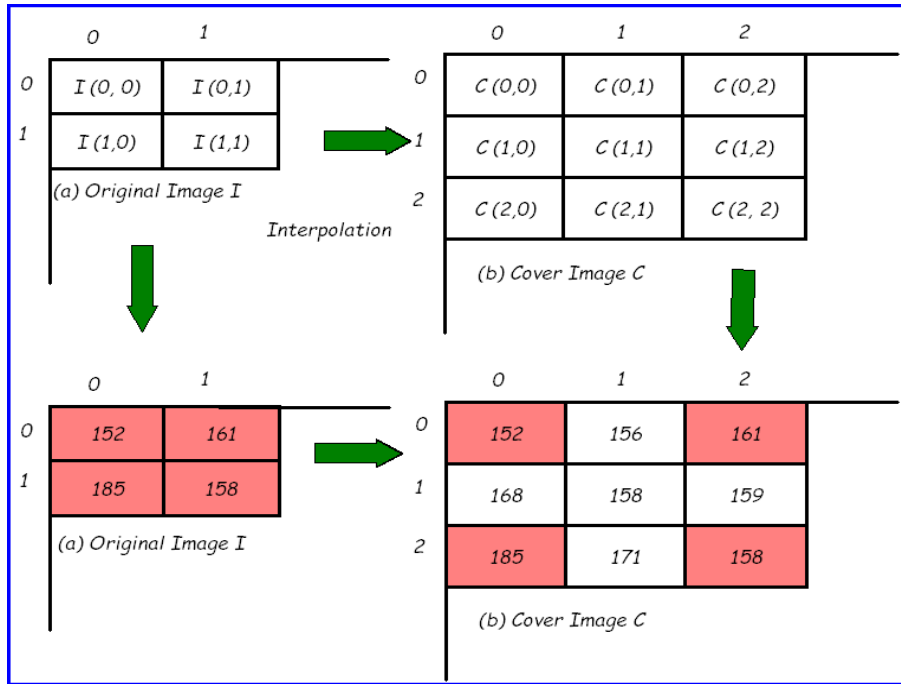 0 1
0 I (0, 0) I (0,1)
1 I (1,0) I (1,1)
(a) Original Image I
Interpolation
0 1 2
0 C (0,0) C (0,1) C (0,2)
1 C (1,0) C (1,1) C (1,2)
2 C (2,0) C (2,1) C (2, 2)
(b) Cover Image C
0 1
0 152 161
1 185 158
(a) Original Image I
0 1 2
0 152 156 161
1 168 158 159
2 185 171 158
(b) Cover Image C